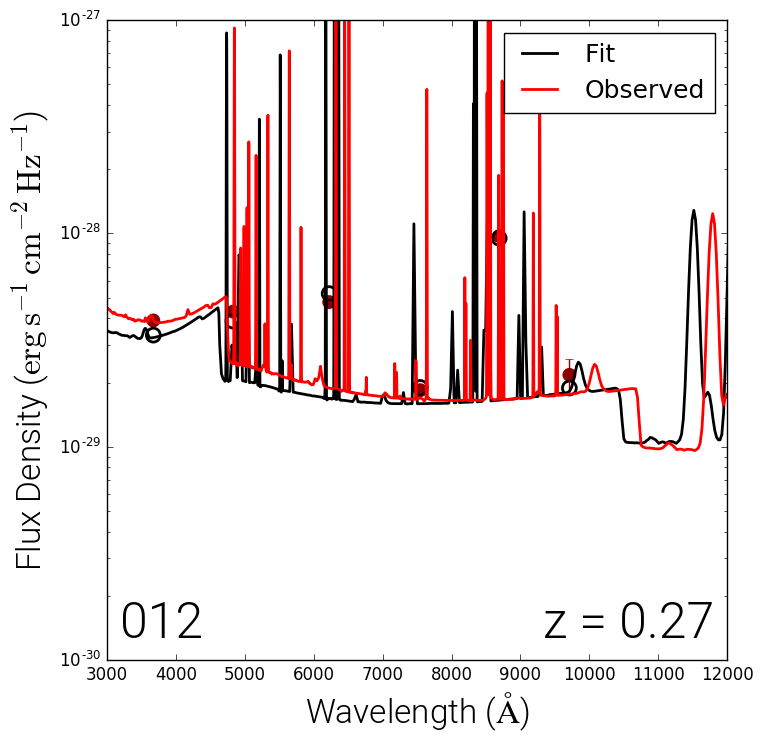 10⁻²⁷
10⁻²⁸
10⁻²⁹
10⁻³⁰
Flux Density (erg s⁻¹ cm⁻² Hz⁻¹)
Fit
Observed
012
z = 0.27
3000 4000 5000 6000 7000 8000 9000 10000 11000 12000
Wavelength (Å)